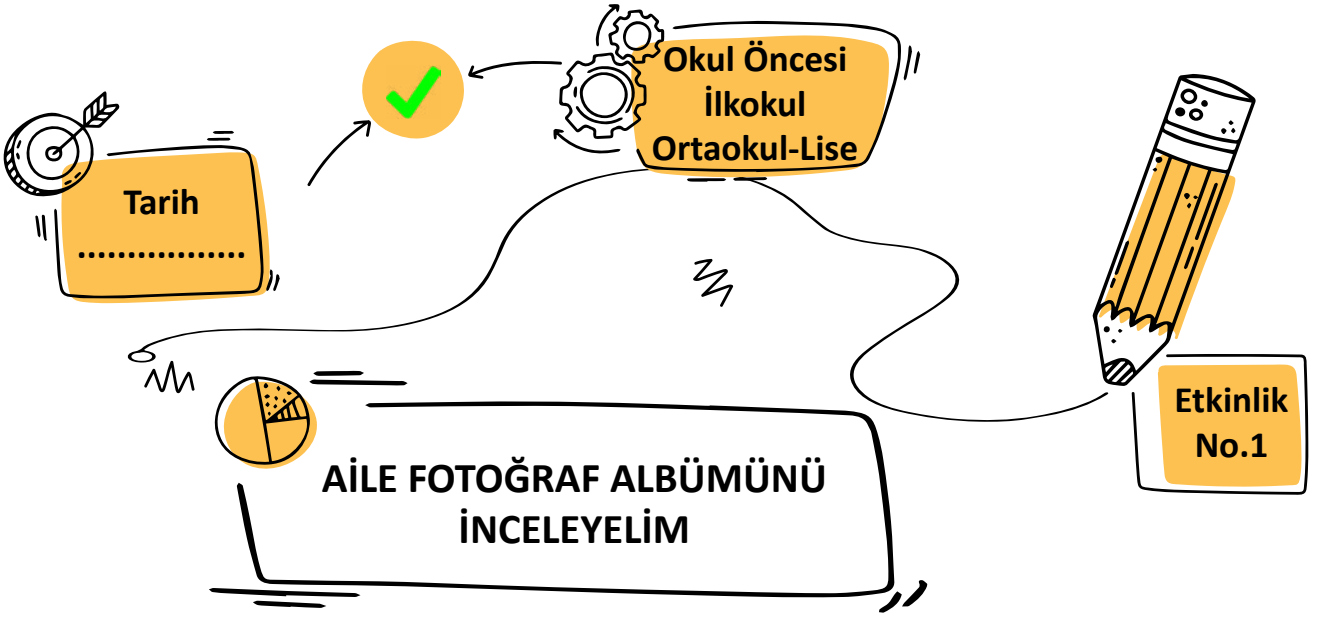 Okul Öncesi
İlkokul
Ortaokul-Lise
Tarih
.................
Etkinlik
No.1
AİLE FOTOĞRAF ALBÜMÜNÜ
İNCELEYELİM